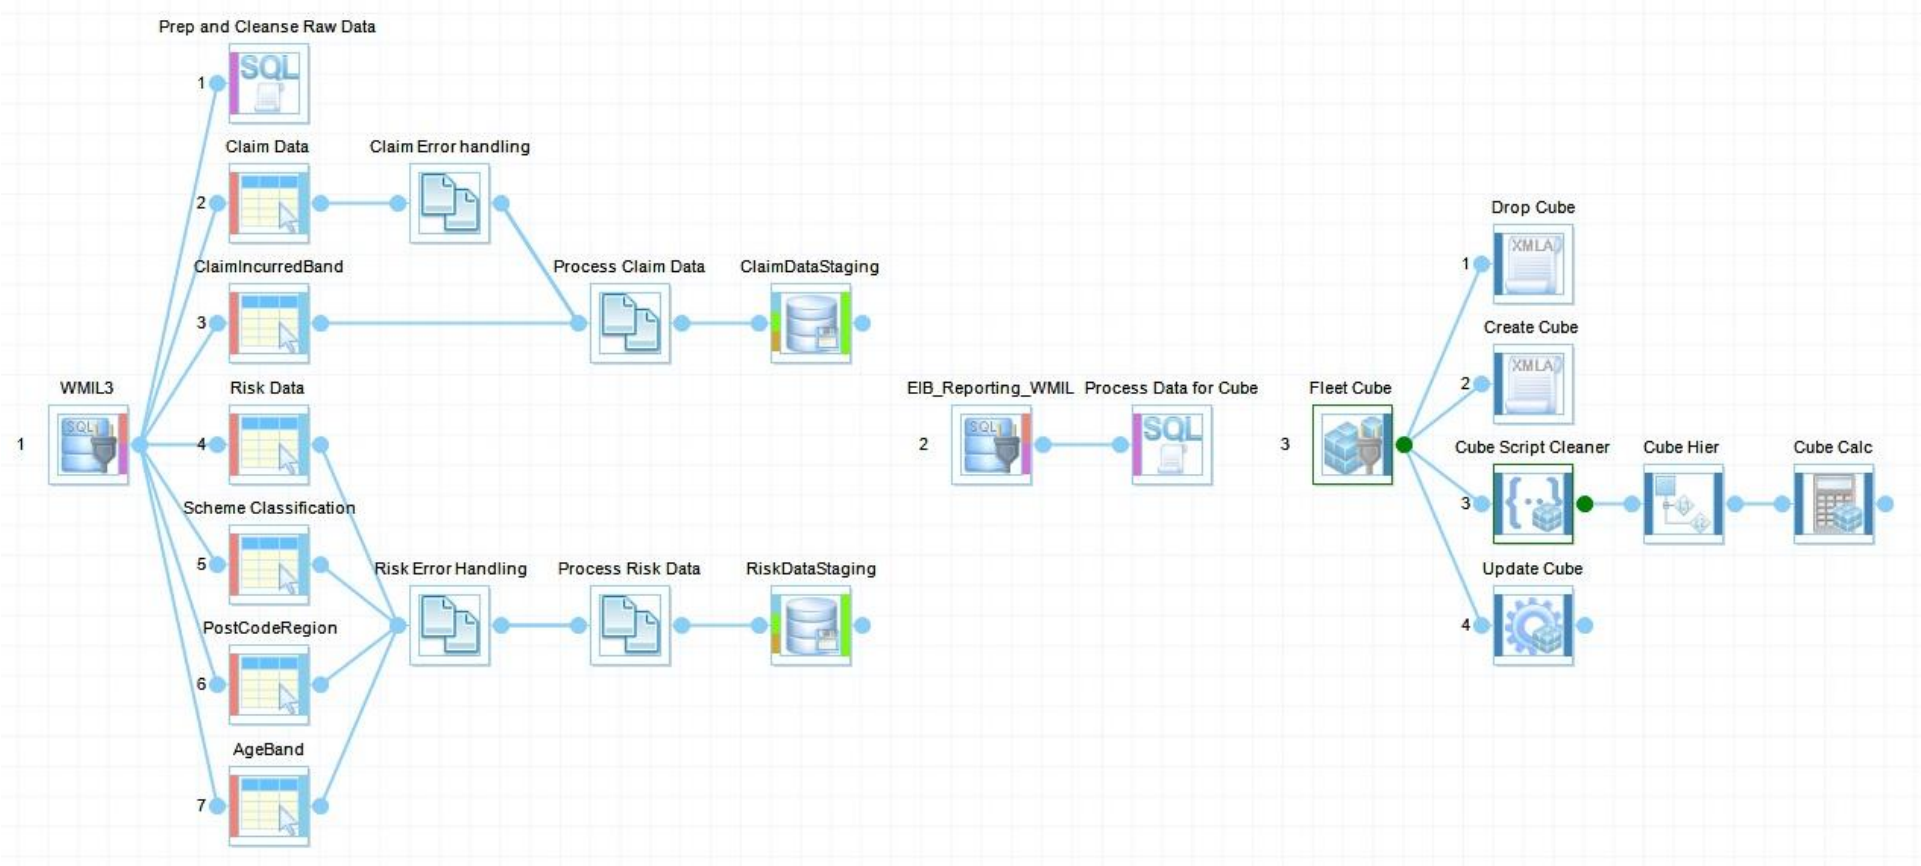 Prep and Cleanse Raw Data
1
SQL
Claim Data
2
Claim Error handling
ClaimIncurredBand
3
Process Claim Data
ClaimDataStaging
WMIL3
1
SQL
Risk Data
4
Scheme Classification
5
Risk Error Handling
Process Risk Data
RiskDataStaging
PostCodeRegion
6
AgeBand
7
EIB_Reporting_WMIL
2
SQL
Process Data for Cube
SQL
Fleet Cube
3
Drop Cube
1
XMLA
Create Cube
2
XMLA
Cube Script Cleaner
3
{..}
Cube Hier
Cube Calc
Update Cube
4